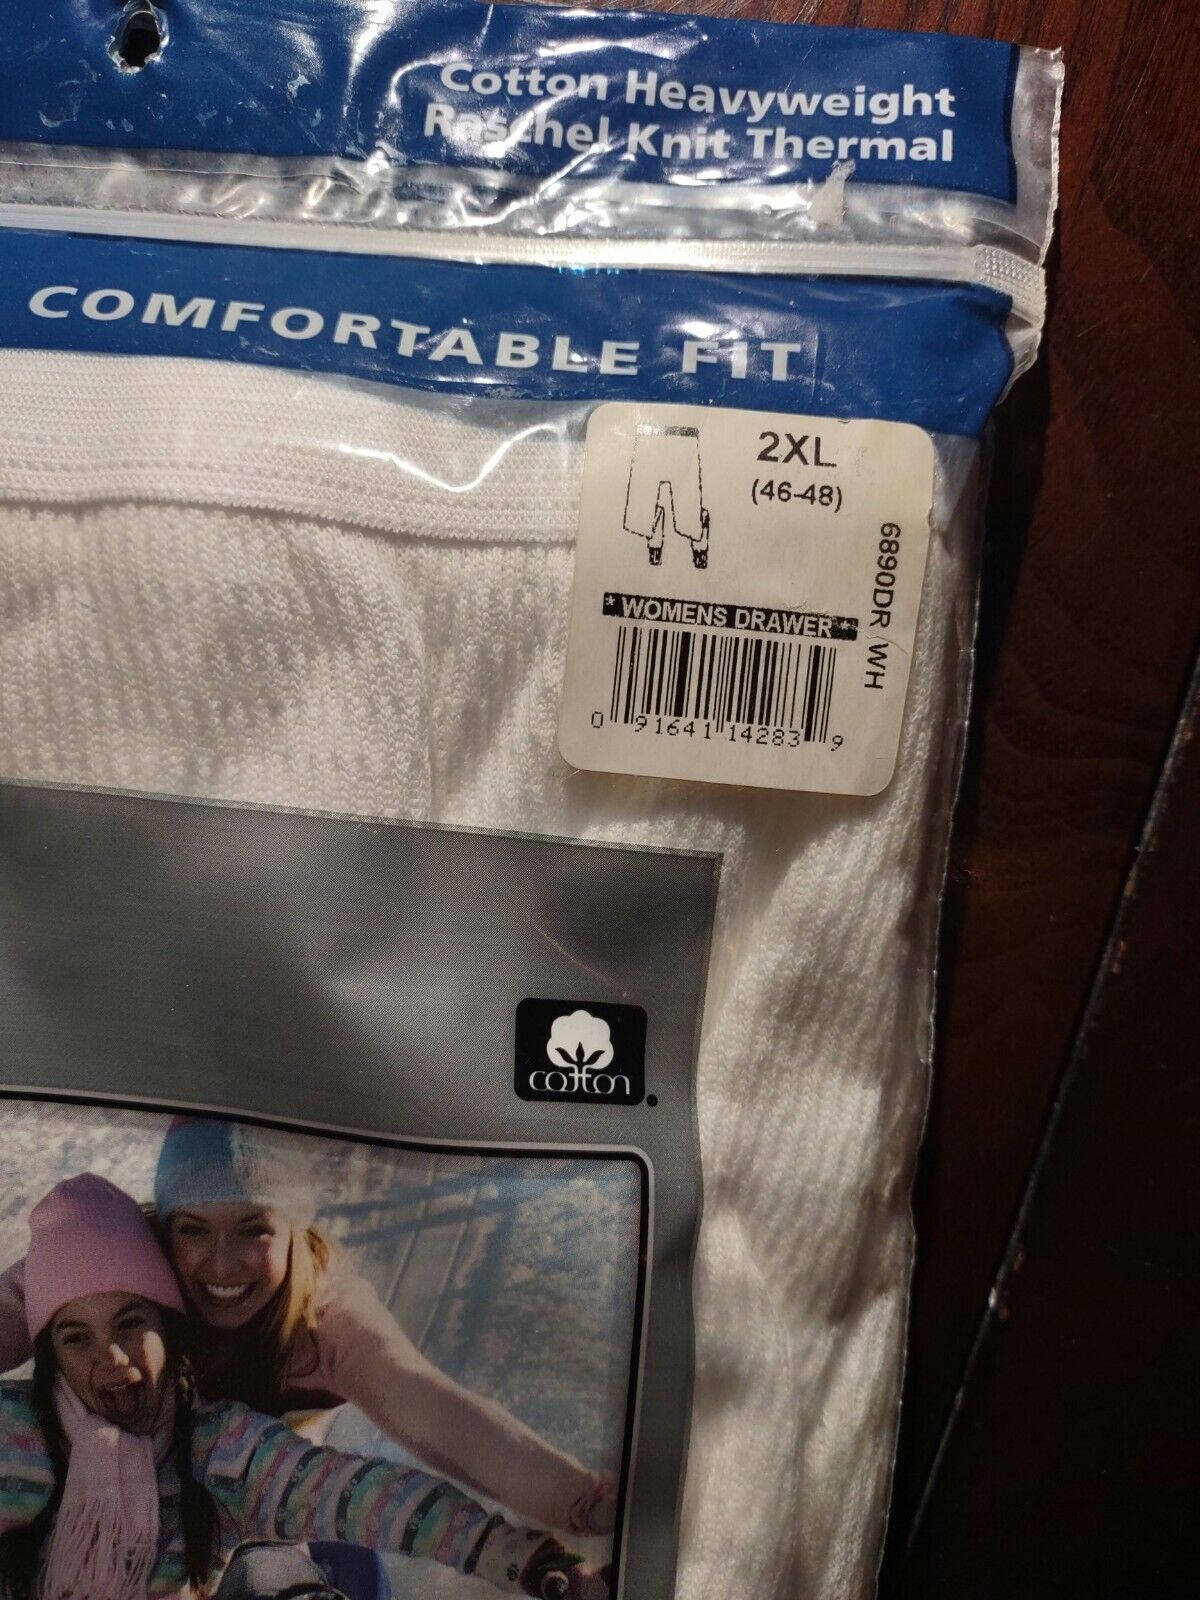 Cotton Heavyweight
Raschel Knit Thermal
COMFORTABLE FIT
2XL
(46-48)
6890DR WH
* WOMENS DRAWER *
0 91641 14283 9
cotton